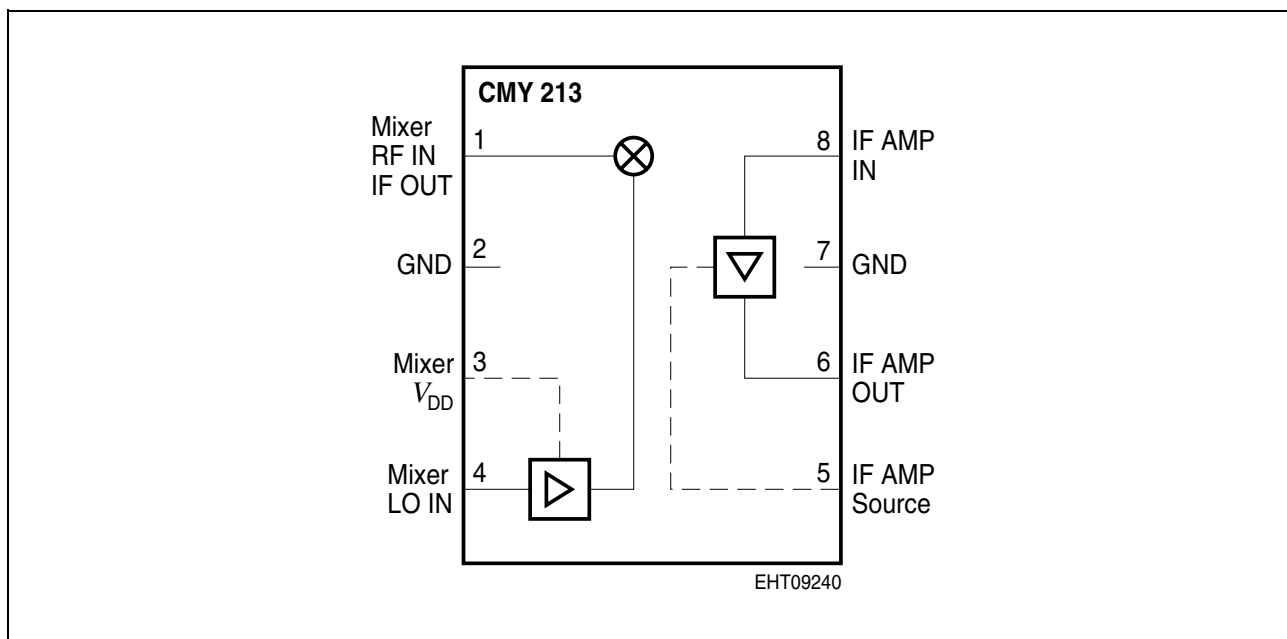 CMY 213
Mixer
RF IN
IF OUT
1
GND
2
Mixer
VDD
3
Mixer
LO IN
4
8
IF AMP
IN
7
GND
6
IF AMP
OUT
5
IF AMP
Source
EHT09240